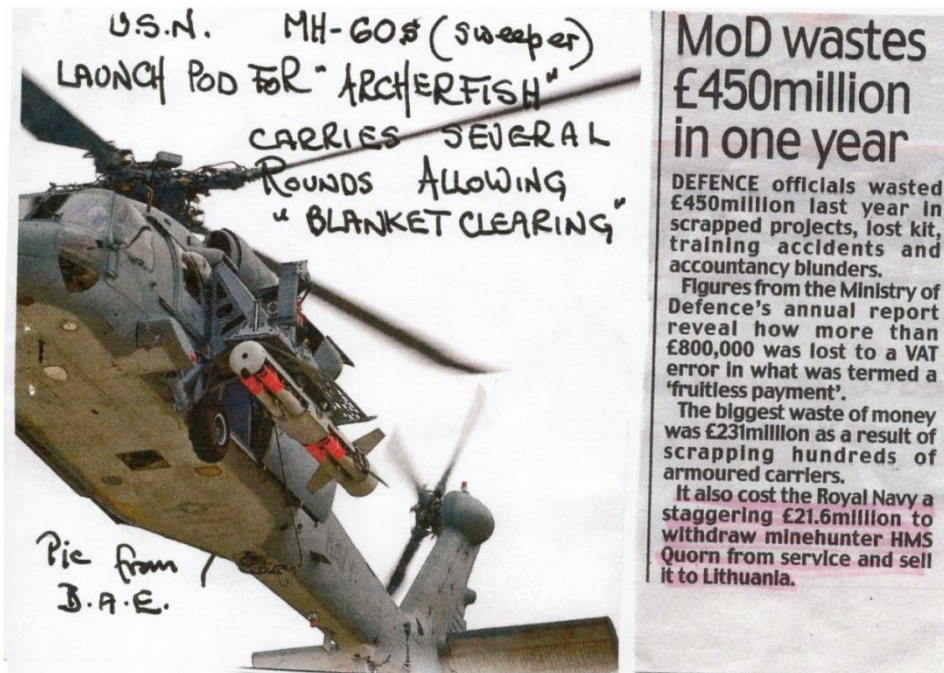 U.S.N. MH-60S (sweeper)
LAUNCH POD FOR "ARCHERFISH"
CARRIES SEVERAL
ROUNDS ALLOWING
"BLANKET CLEARING"
Pic from
B.A.E.
MoD wastes
£450million
in one year
DEFENCE officials wasted
£450million last year in
scrapped projects, lost kit,
training accidents and
accountancy blunders.
Figures from the Ministry of
Defence's annual report
reveal how more than
£800,000 was lost to a VAT
error in what was termed a
'fruitless payment'.
The biggest waste of money
was £231million as a result of
scrapping hundreds of
armoured carriers.
It also cost the Royal Navy a
staggering £21.6million to
withdraw minehunter HMS
Quorn from service and sell
it to Lithuania.